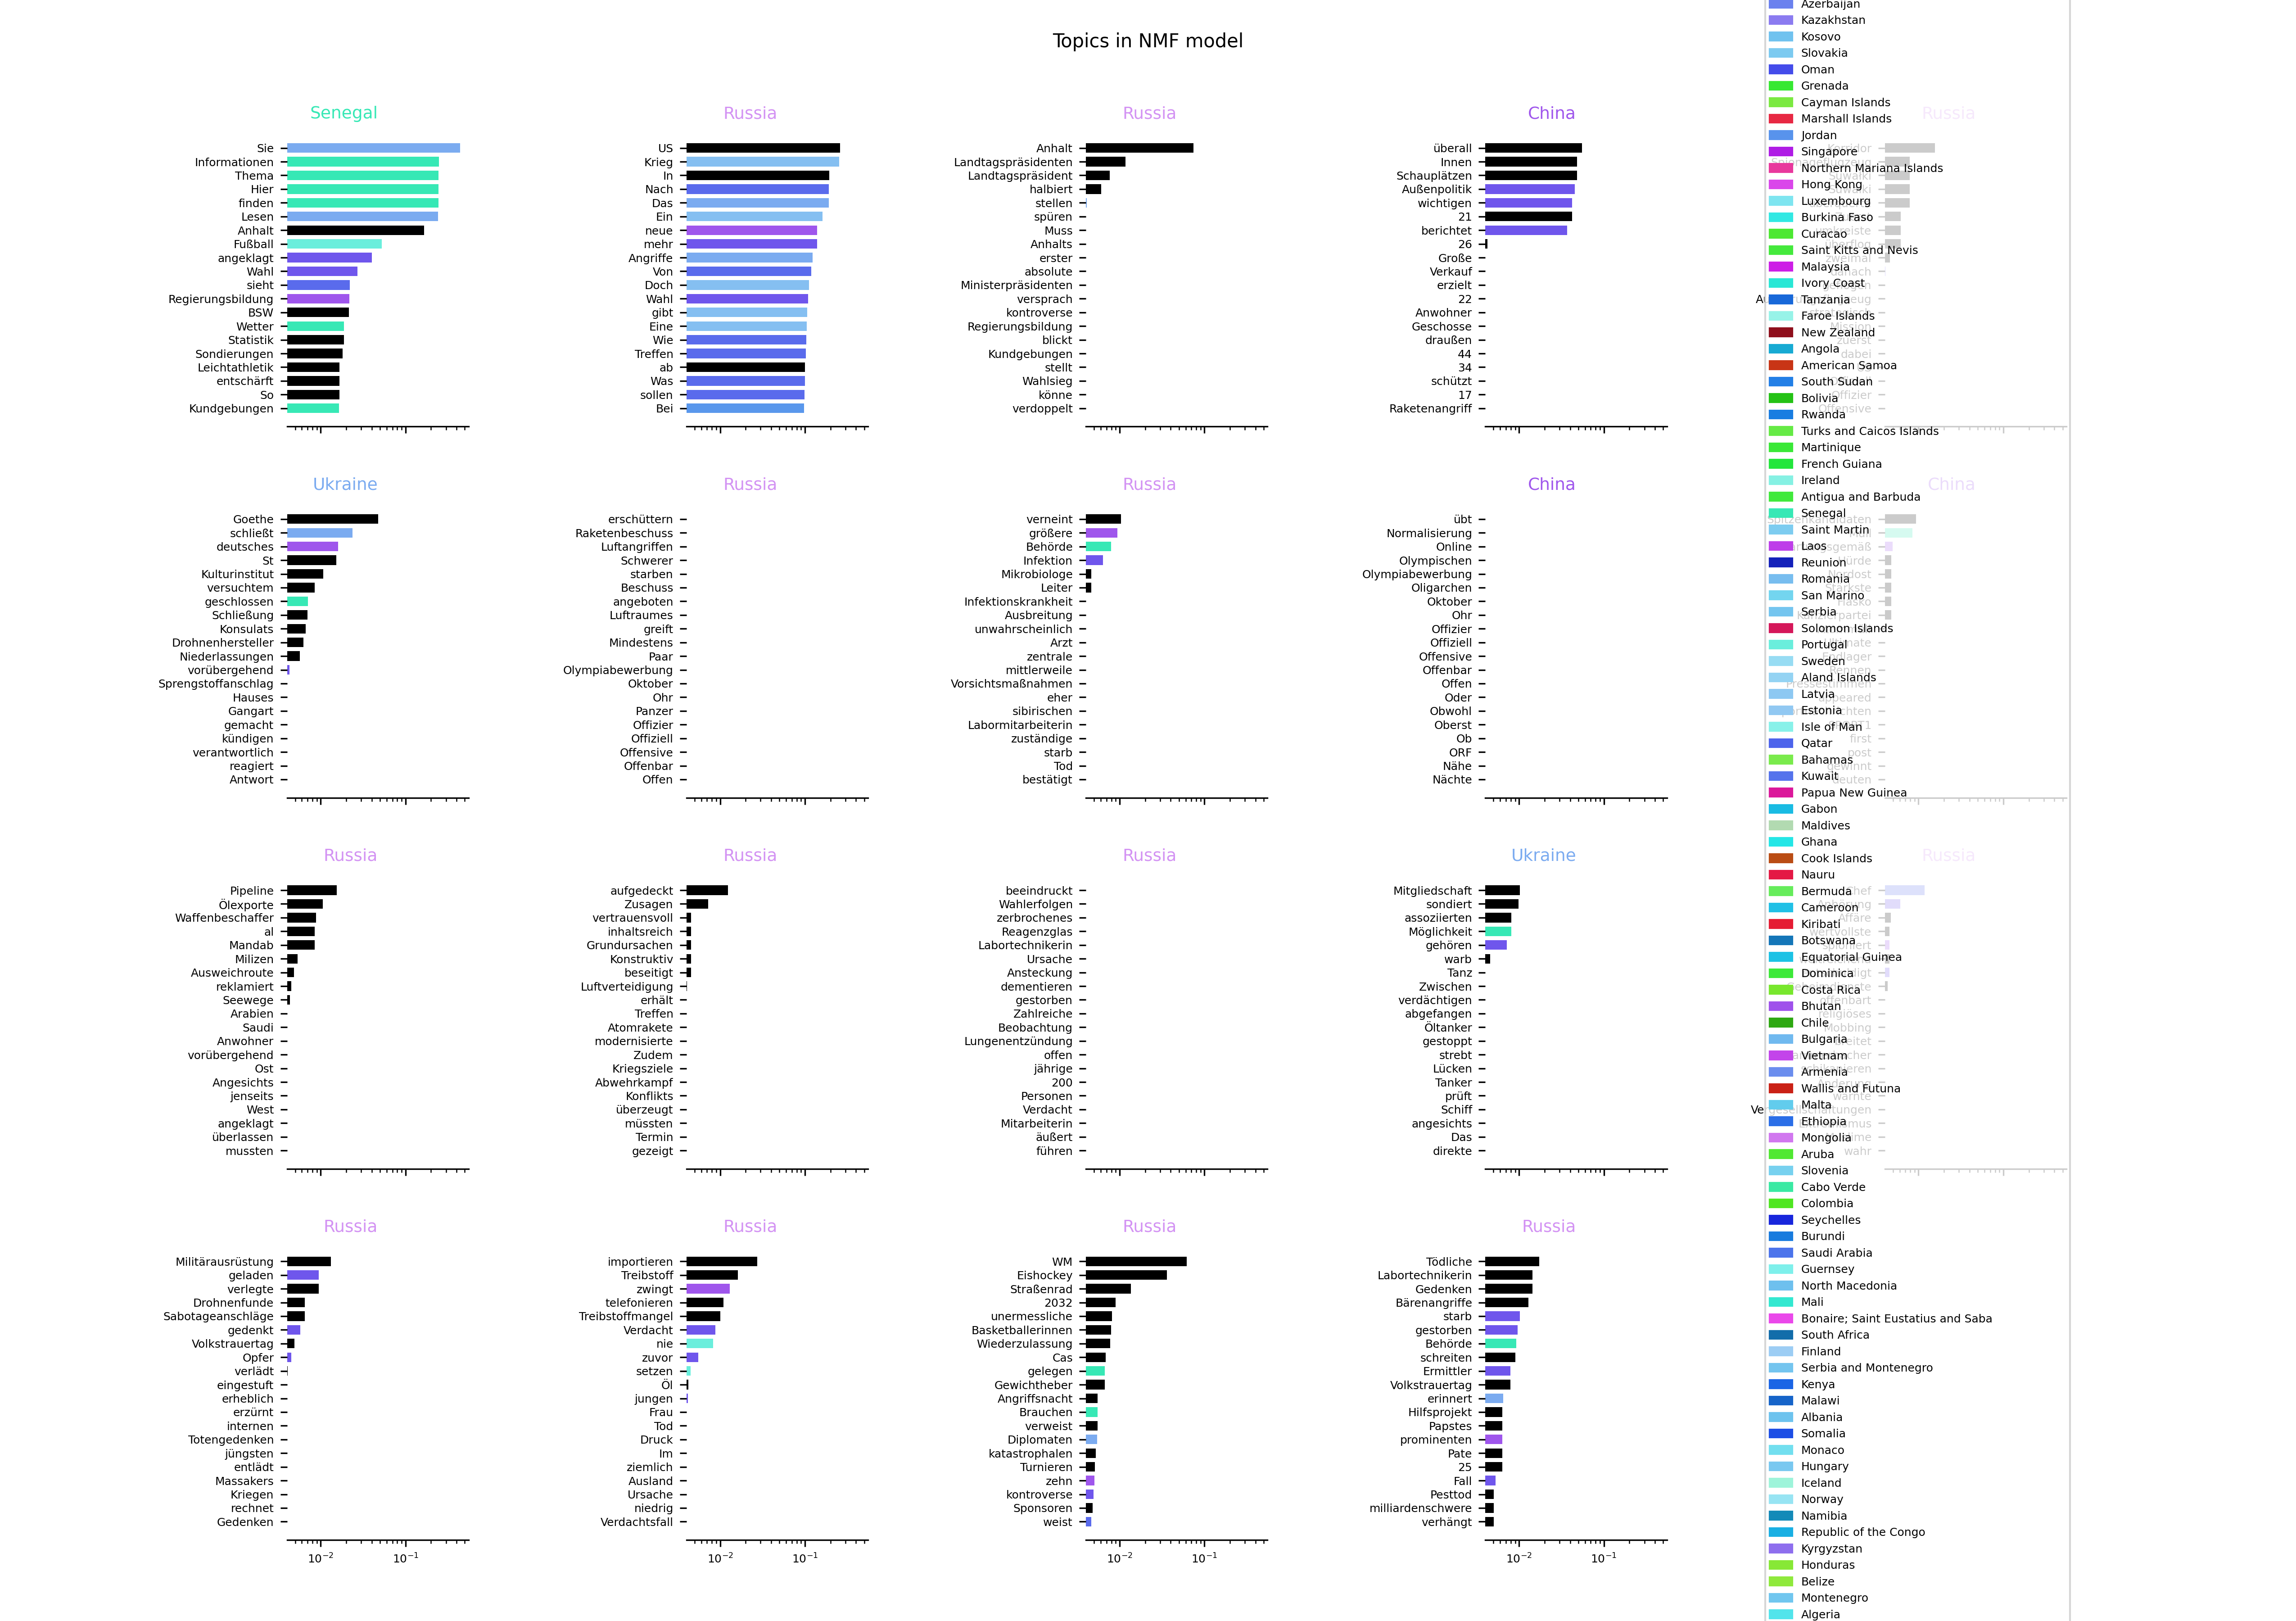 Topics in NMF model
Senegal
Sie
Informationen
Thema
Hier
finden
Lesen
Anhalt
Fußball
angeklagt
Wahl
sieht
Regierungsbildung
BSW
Wetter
Statistik
Sondierungen
Leichtathletik
entschärft
So
Kundgebungen
Russia
US
Krieg
In
Nach
Das
Ein
neue
mehr
Angriffe
Von
Doch
Wahl
gibt
Eine
Wie
Treffen
ab
Was
sollen
Bei
Russia
Anhalt
Landtagspräsidenten
Landtagspräsident
halbiert
stellen
spüren
Muss
Anhalts
erster
absolute
Ministerpräsidenten
versprach
kontroverse
Regierungsbildung
blickt
Kundgebungen
stellt
Wahlsieg
könne
verdoppelt
China
überall
Innen
Schauplätzen
Außenpolitik
wichtigen
21
berichtet
26
Große
Verkauf
erzielt
22
Anwohner
Geschosse
draußen
44
34
schützt
17
Raketenangriff
Russia
Ukraine
Goethe
schließt
deutsches
St
Kulturinstitut
versuchtem
geschlossen
Schließung
Konsulats
Drohnenhersteller
Niederlassungen
vorübergehend
Sprengstoffanschlag
Hauses
Gangart
gemacht
kündigen
verantwortlich
reagiert
Antwort
Russia
erschüttern
Raketenbeschuss
Luftangriffen
Schwerer
starben
Beschuss
angeboten
Luftraumes
greift
Mindestens
Paar
Olympiabewerbung
Oktober
Ohr
Panzer
Offizier
Offiziell
Offensive
Offenbar
Offen
Russia
verneint
größere
Behörde
Infektion
Mikrobiologe
Leiter
Infektionskrankheit
Ausbreitung
unwahrscheinlich
Arzt
zentrale
mittlerweile
Vorsichtsmaßnahmen
eher
sibirischen
Labormitarbeiterin
zuständige
starb
Tod
bestätigt
China
übt
Normalisierung
Online
Olympischen
Olympiabewerbung
Oligarchen
Oktober
Ohr
Offizier
Offiziell
Offensive
Offenbar
Offen
Oder
Obwohl
Oberst
Ob
ORF
Nähe
Nächte
China
Russia
Pipeline
Ölexporte
Waffenbeschaffer
al
Mandab
Milizen
Ausweichroute
reklamiert
Seewege
Arabien
Saudi
Anwohner
vorübergehend
Ost
Angesichts
jenseits
West
angeklagt
überlassen
mussten
Russia
aufgedeckt
Zusagen
vertrauensvoll
inhaltsreich
Grundursachen
Konstruktiv
beseitigt
Luftverteidigung
erhält
Treffen
Atomrakete
modernisierte
Zudem
Kriegsziele
Abwehrkampf
Konflikts
überzeugt
müssten
Termin
gezeigt
Russia
beeindruckt
Wahlerfolgen
zerbrochenes
Reagenzglas
Labortechnikerin
Ursache
Ansteckung
dementieren
gestorben
Zahlreiche
Beobachtung
Lungenentzündung
offen
jährige
200
Personen
Verdacht
Mitarbeiterin
äußert
führen
Ukraine
Mitgliedschaft
sondiert
assoziierten
Möglichkeit
gehören
warb
Tanz
Zwischen
verdächtigen
abgefangen
Öltanker
gestoppt
strebt
Lücken
Tanker
prüft
Schiff
angesichts
Das
direkte
Russia
Russia
Militärausrüstung
geladen
verlegte
Drohnenfunde
Sabotageanschläge
gedenkt
Volkstrauertag
Opfer
verlädt
eingestuft
erheblich
erzürnt
internen
Totengedenken
jüngsten
entlädt
Massakers
Kriegen
rechnet
Gedenken
10⁻² 10⁻¹
Russia
importieren
Treibstoff
zwingt
telefonieren
Treibstoffmangel
Verdacht
nie
zuvor
setzen
Öl
jungen
Frau
Tod
Druck
Im
ziemlich
Ausland
Ursache
niedrig
Verdachtsfall
10⁻² 10⁻¹
Russia
WM
Eishockey
Straßenrad
2032
unermessliche
Basketballerinnen
Wiederzulassung
Cas
gelegen
Gewichtheber
Angriffsnacht
Brauchen
verweist
Diplomaten
katastrophalen
Turnieren
zehn
kontroverse
Sponsoren
weist
10⁻² 10⁻¹
Russia
Tödliche
Labortechnikerin
Gedenken
Bärenangriffe
starb
gestorben
Behörde
schreiten
Ermittler
Volkstrauertag
erinnert
Hilfsprojekt
Papstes
prominenten
Pate
25
Fall
Pesttod
milliardenschwere
verhängt
10⁻² 10⁻¹
Azerbaijan
Kazakhstan
Kosovo
Slovakia
Oman
Grenada
Cayman Islands
Marshall Islands
Jordan
Singapore
Northern Mariana Islands
Hong Kong
Luxembourg
Burkina Faso
Curacao
Saint Kitts and Nevis
Malaysia
Ivory Coast
Tanzania
Faroe Islands
New Zealand
Angola
American Samoa
South Sudan
Bolivia
Rwanda
Turks and Caicos Islands
Martinique
French Guiana
Ireland
Antigua and Barbuda
Senegal
Saint Martin
Laos
Reunion
Romania
San Marino
Serbia
Solomon Islands
Portugal
Sweden
Aland Islands
Latvia
Estonia
Isle of Man
Qatar
Bahamas
Kuwait
Papua New Guinea
Gabon
Maldives
Ghana
Cook Islands
Nauru
Bermuda
Cameroon
Kiribati
Botswana
Equatorial Guinea
Dominica
Costa Rica
Bhutan
Chile
Bulgaria
Vietnam
Armenia
Wallis and Futuna
Malta
Ethiopia
Mongolia
Aruba
Slovenia
Cabo Verde
Colombia
Seychelles
Burundi
Saudi Arabia
Guernsey
North Macedonia
Mali
Bonaire; Saint Eustatius and Saba
South Africa
Finland
Serbia and Montenegro
Kenya
Malawi
Albania
Somalia
Monaco
Hungary
Iceland
Norway
Namibia
Republic of the Congo
Kyrgyzstan
Honduras
Belize
Montenegro
Algeria